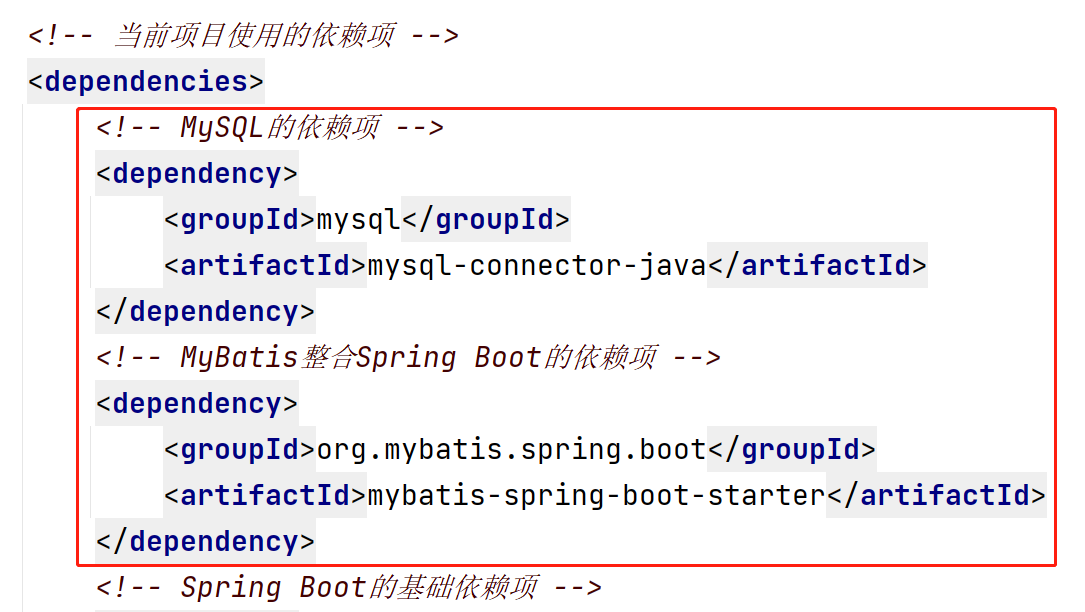 <!-- 当前项目使用的依赖项 -->
<dependencies>
<!-- MySQL的依赖项 -->
<dependency>
<groupId>mysql</groupId>
<artifactId>mysql-connector-java</artifactId>
</dependency>
<!-- MyBatis整合Spring Boot的依赖项 -->
<dependency>
<groupId>org.mybatis.spring.boot</groupId>
<artifactId>mybatis-spring-boot-starter</artifactId>
</dependency>
<!-- Spring Boot的基础依赖项 -->